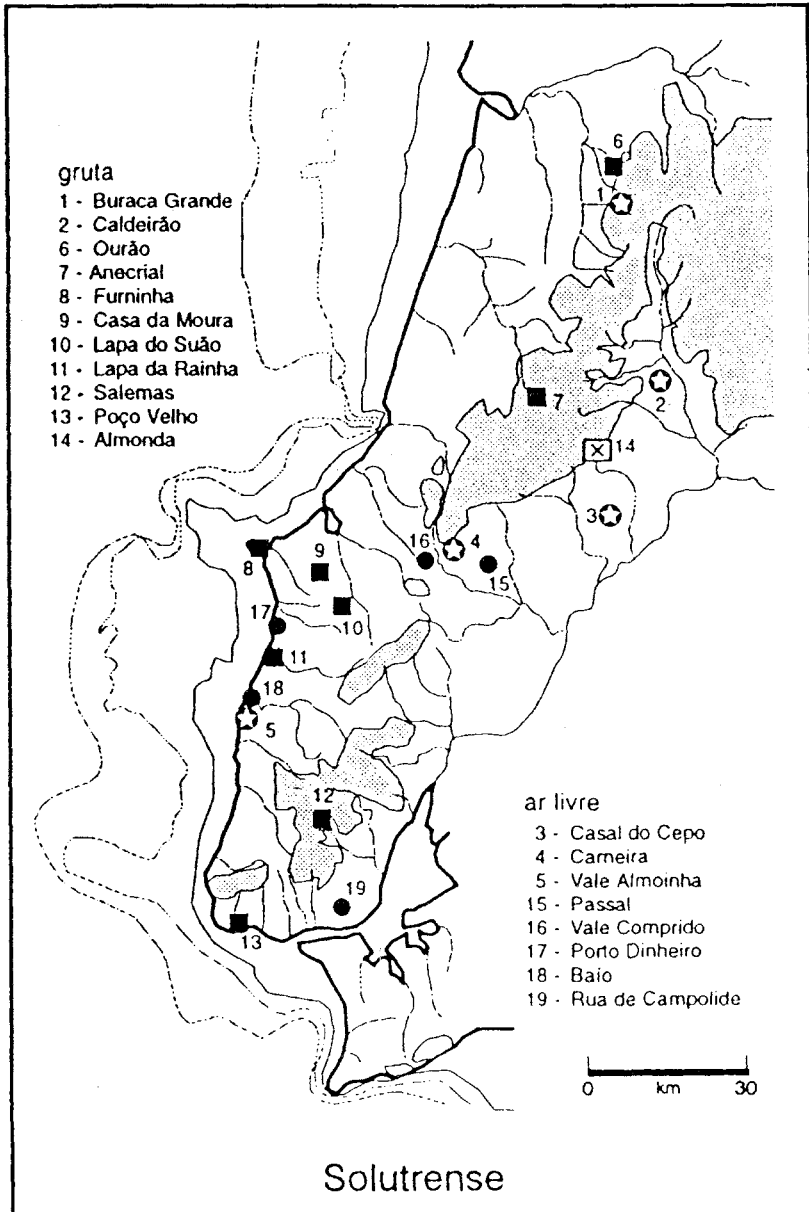 gruta
1 - Buraca Grande
2 - Caldeirão
6 - Ourão
7 - Anecrial
8 - Furninha
9 - Casa da Moura
10 - Lapa do Suão
11 - Lapa da Rainha
12 - Salemas
13 - Poço Velho
14 - Almonda
6
1
2
7
14
3
16
4
15
8
9
10
17
11
18
5
12
19
13
ar livre
3 - Casal do Cepo
4 - Carneira
5 - Vale Almoinha
15 - Passal
16 - Vale Comprido
17 - Porto Dinheiro
18 - Baío
19 - Rua de Campolide
0 km 30
Solutrense